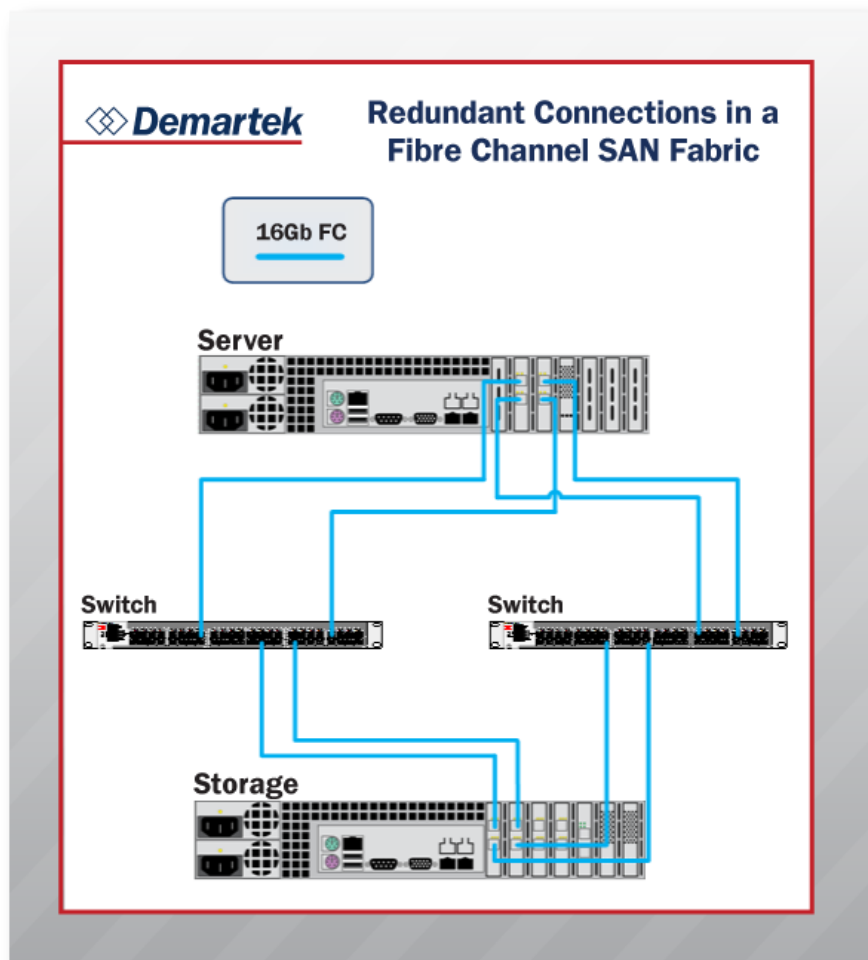 Demartek
Redundant Connections in a
Fibre Channel SAN Fabric
16Gb FC
Server
Switch
Switch
Storage